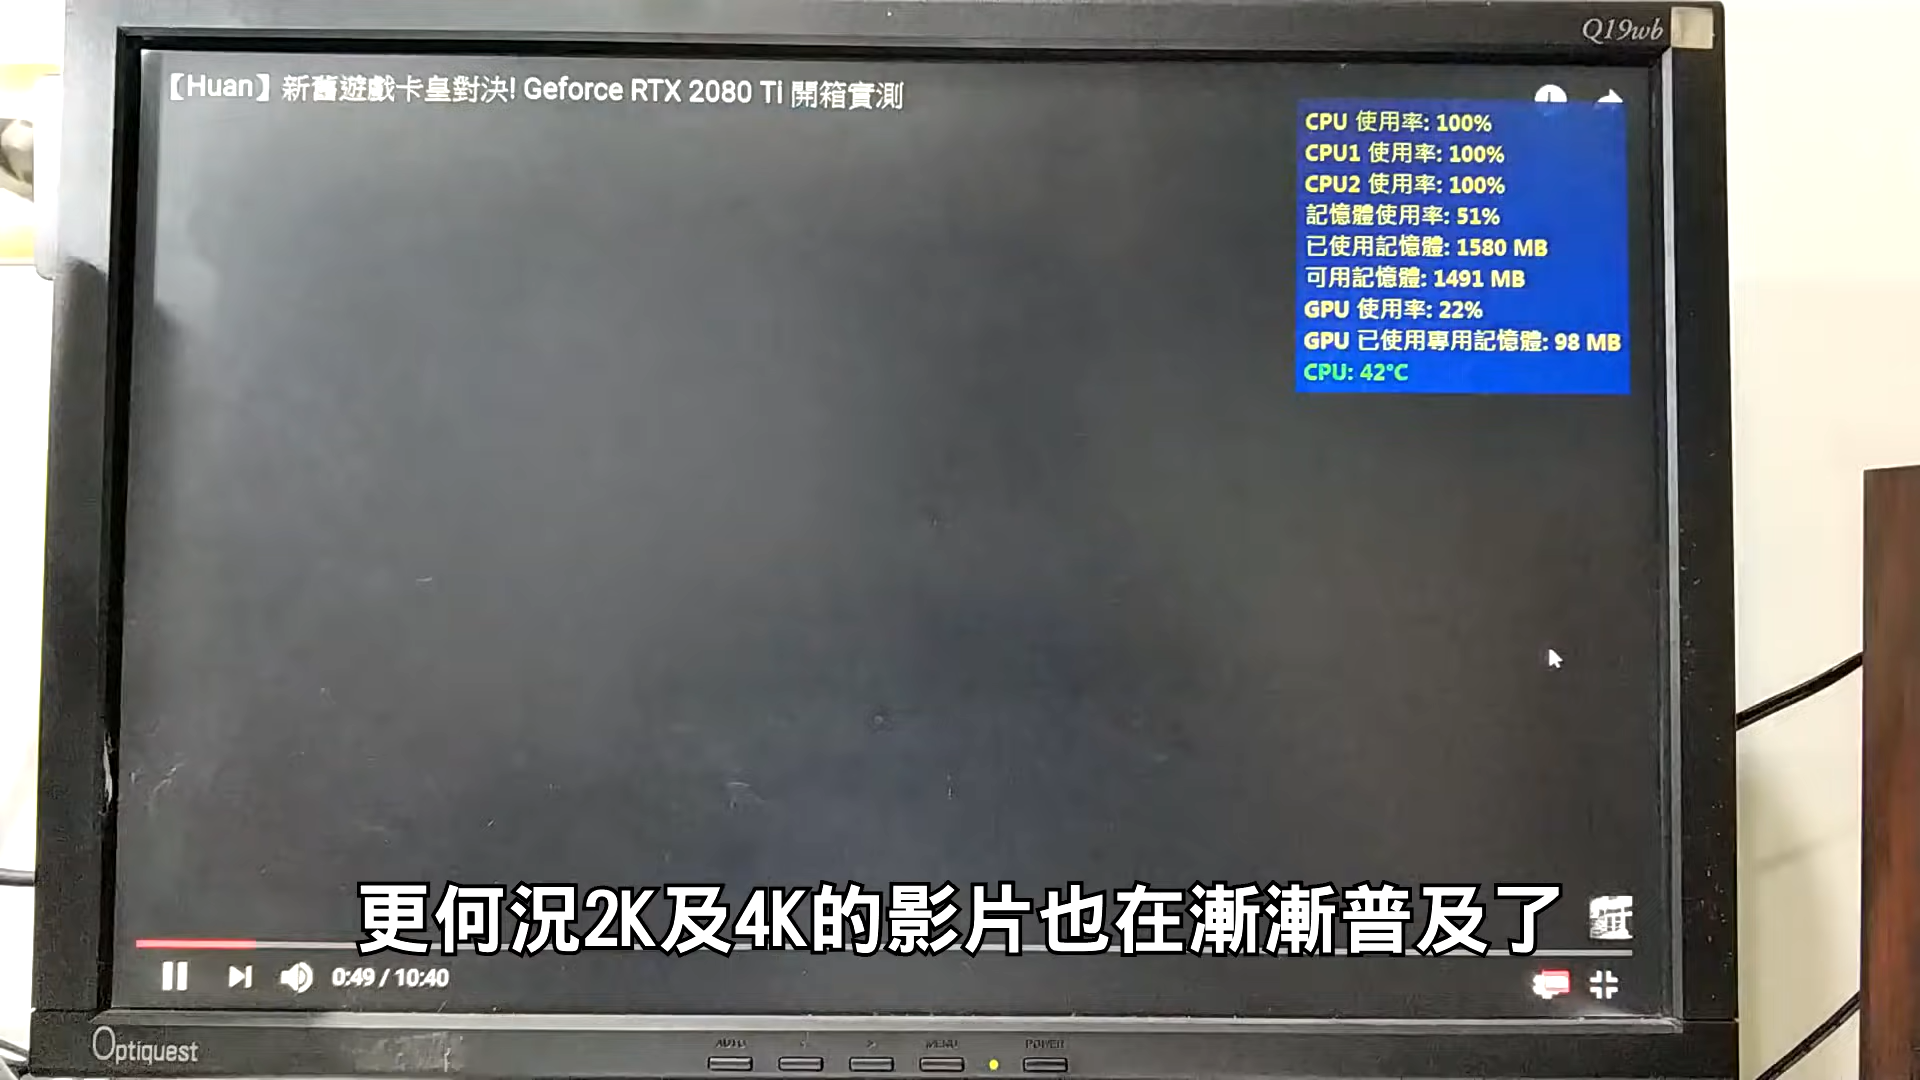 Q19wb
【Huan】新舊遊戲卡皇對決! Geforce RTX 2080 Ti 開箱實測
CPU 使用率: 100%
CPU1 使用率: 100%
CPU2 使用率: 100%
記憶體使用率: 51%
已使用記憶體: 1580 MB
可用記憶體: 1491 MB
GPU 使用率: 22%
GPU 已使用專用記憶體: 98 MB
CPU: 42°C
更何況2K及4K的影片也在漸漸普及了
0:49 / 10:40
Optiquest
AUTO
MENU
POWER